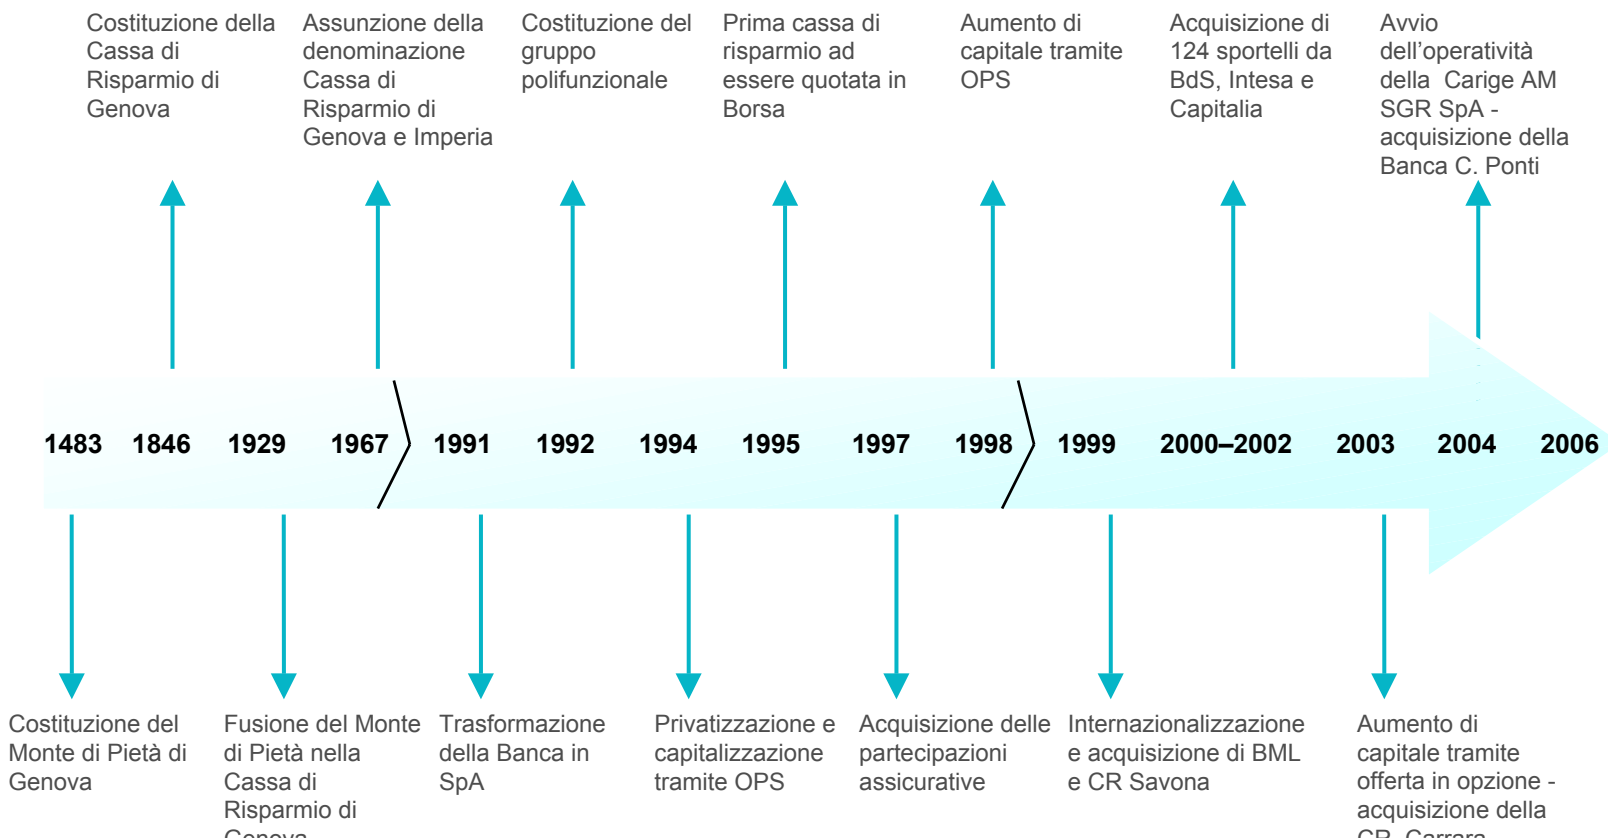 Costituzione della
Cassa di
Risparmio di
Genova
Assunzione della
denominazione
Cassa di
Risparmio di
Genova e Imperia
Costituzione del
gruppo
polifunzionale
Prima cassa di
risparmio ad
essere quotata in
Borsa
Aumento di
capitale tramite
OPS
Acquisizione di
124 sportelli da
BdS, Intesa e
Capitalia
Avvio
dell'operatività
della Carige AM
SGR SpA -
acquisizione della
Banca C. Ponti
1483 1846 1929 1967 1991 1992 1994 1995 1997 1998 1999 2000–2002 2003 2004 2006
Costituzione del
Monte di Pietà di
Genova
Fusione del Monte
di Pietà nella
Cassa di
Risparmio di
Genova
Trasformazione
della Banca in
SpA
Privatizzazione e
capitalizzazione
tramite OPS
Acquisizione delle
partecipazioni
assicurative
Internazionalizzazione
e acquisizione di BML
e CR Savona
Aumento di
capitale tramite
offerta in opzione -
acquisizione della
CR Carrara